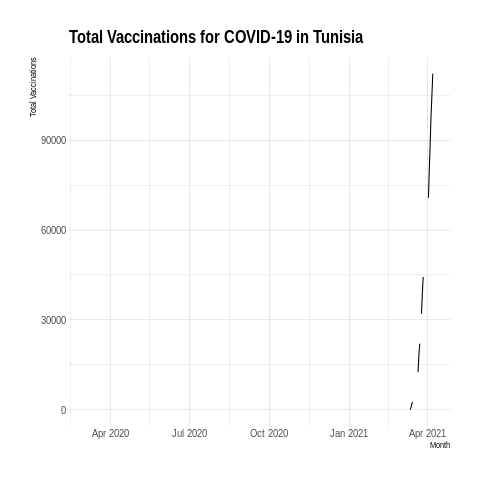 Total Vaccinations for COVID-19 in Tunisia
Total Vaccinations
90000
60000
30000
0
Apr 2020 Jul 2020 Oct 2020 Jan 2021 Apr 2021
Month